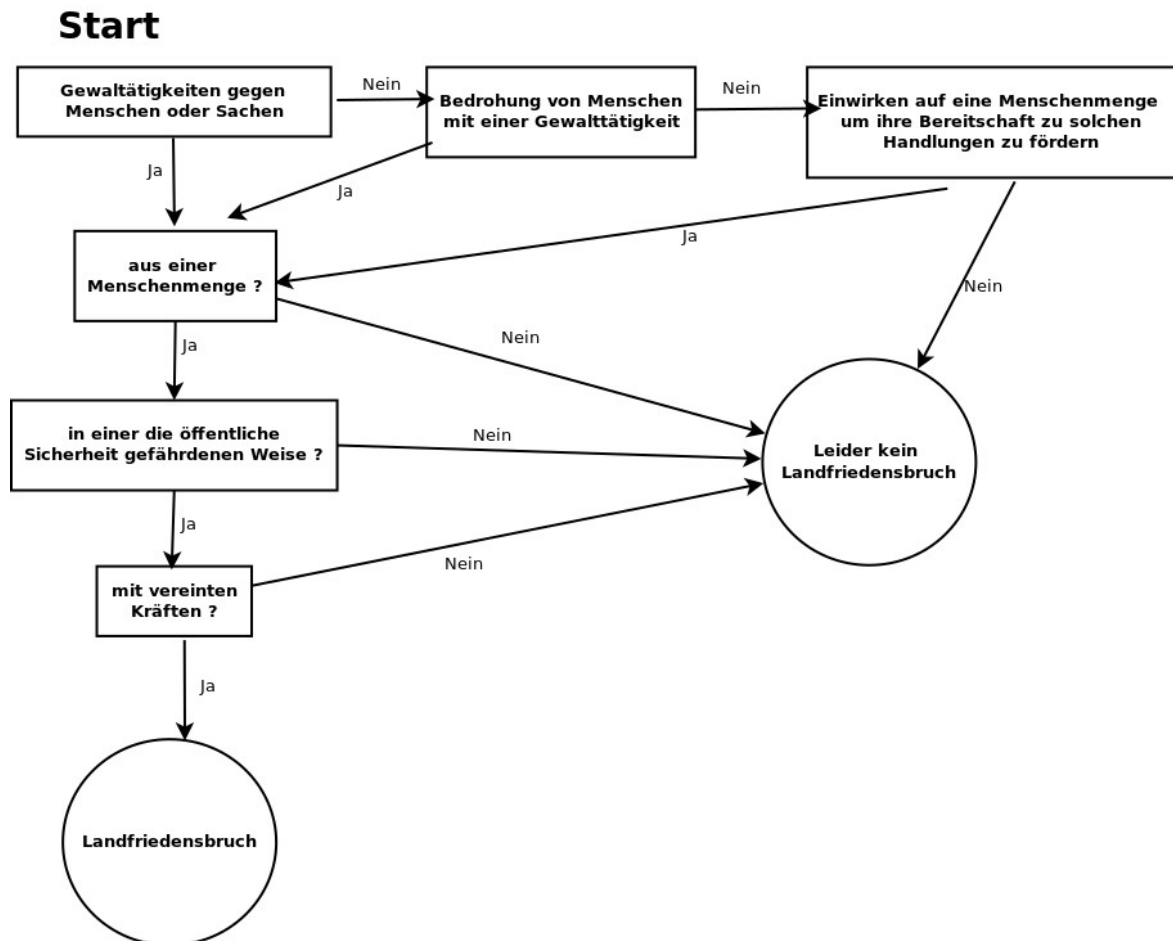 Start
Gewaltätigkeiten gegen
Menschen oder Sachen
Nein
Bedrohung von Menschen
mit einer Gewalttätigkeit
Nein
Einwirken auf eine Menschenmenge
um ihre Bereitschaft zu solchen
Handlungen zu fördern
Ja
Ja
Ja
Nein
aus einer
Menschenmenge ?
Nein
Ja
in einer die öffentliche
Sicherheit gefährdenen Weise ?
Nein
Leider kein
Landfriedensbruch
Ja
mit vereinten
Kräften ?
Nein
Ja
Landfriedensbruch